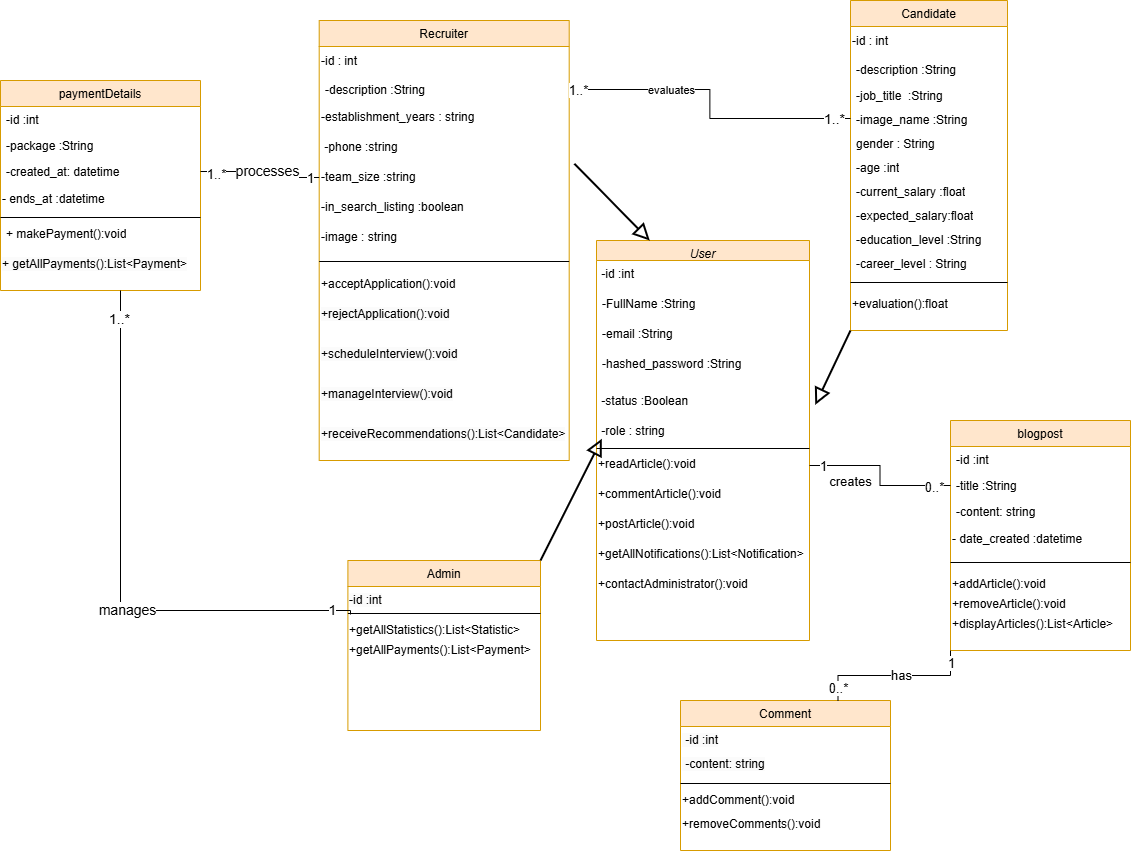 paymentDetails
-id :int
-package :String
-created_at: datetime
- ends_at :datetime
+ makePayment():void
+ getAllPayments():List<Payment>
1..*
processes
1
Recruiter
-id : int
-description :String
-establishment_years : string
-phone :string
-team_size :string
-in_search_listing :boolean
-image : string
+acceptApplication():void
+rejectApplication():void
+scheduleInterview():void
+manageInterview():void
+receiveRecommendations():List<Candidate>
1..*
evaluates
1..*
Candidate
-id : int
-description :String
-job_title :String
-image_name :String
gender : String
-age :int
-current_salary :float
-expected_salary:float
-education_level :String
-career_level : String
+evaluation():float
User
-id :int
-FullName :String
-email :String
-hashed_password :String
-status :Boolean
-role : string
+readArticle():void
+commentArticle():void
+postArticle():void
+getAllNotifications():List<Notification>
+contactAdministrator():void
1
creates
0..*
blogpost
-id :int
-title :String
-content: string
- date_created :datetime
+addArticle():void
+removeArticle():void
+displayArticles():List<Article>
1..*
manages
1
Admin
-id :int
+getAllStatistics():List<Statistic>
+getAllPayments():List<Payment>
1
has
0..*
Comment
-id :int
-content: string
+addComment():void
+removeComments():void